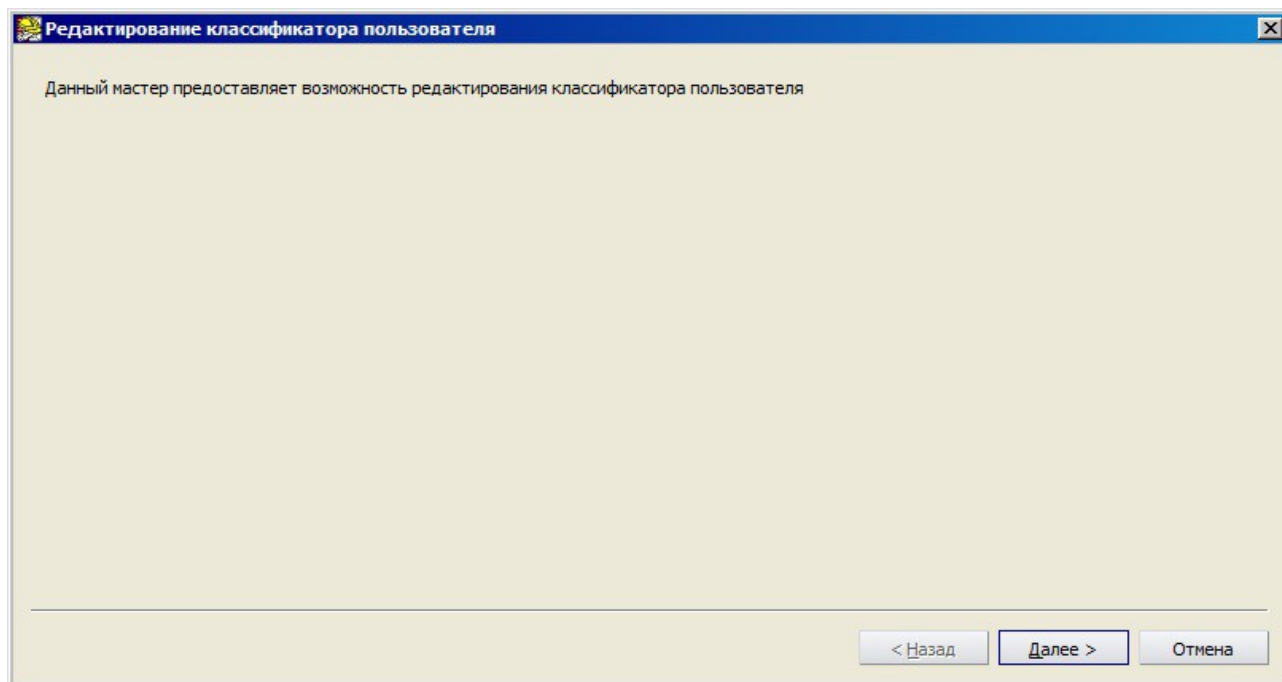 Редактирование классификатора пользователя
Данный мастер предоставляет возможность редактирования классификатора пользователя
< Назад Далее > Отмена